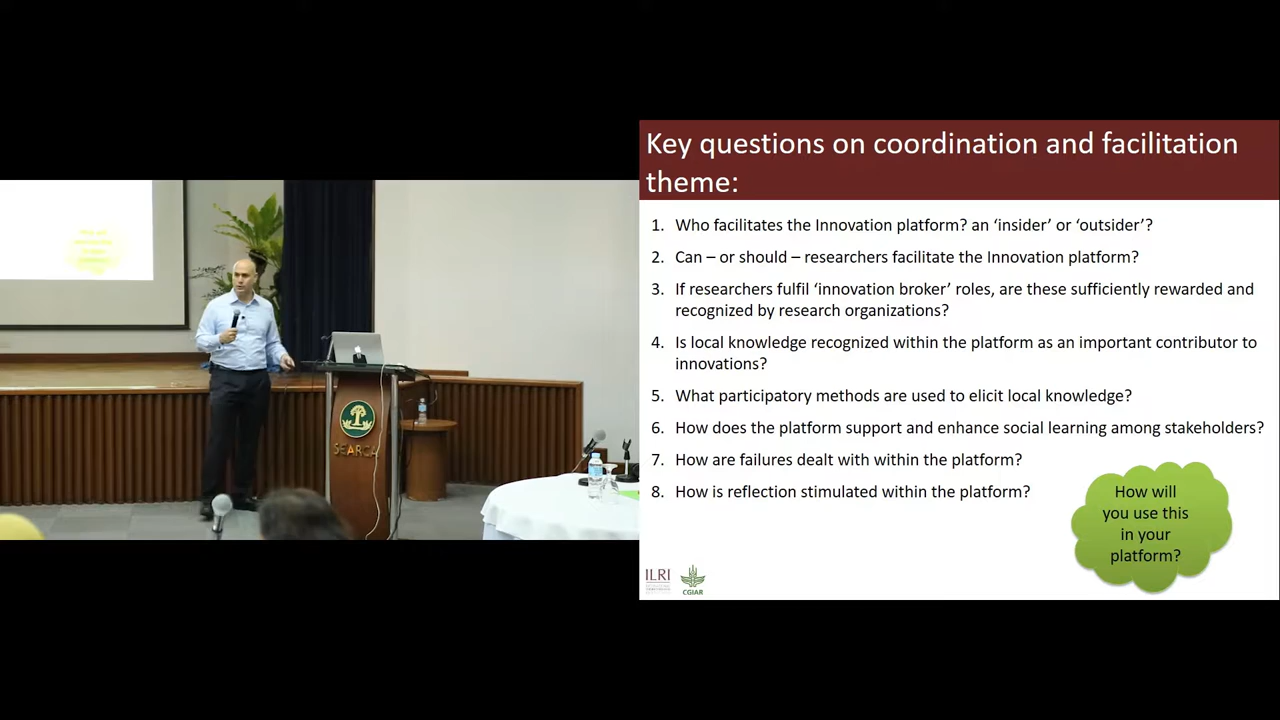 SEARCA
Key questions on coordination and facilitation
theme:
1. Who facilitates the Innovation platform? an ‘insider’ or ‘outsider’?
2. Can – or should – researchers facilitate the Innovation platform?
3. If researchers fulfil ‘innovation broker’ roles, are these sufficiently rewarded and
recognized by research organizations?
4. Is local knowledge recognized within the platform as an important contributor to
innovations?
5. What participatory methods are used to elicit local knowledge?
6. How does the platform support and enhance social learning among stakeholders?
7. How are failures dealt with within the platform?
8. How is reflection stimulated within the platform?
How will
you use this
in your
platform?
ILRI
CGIAR